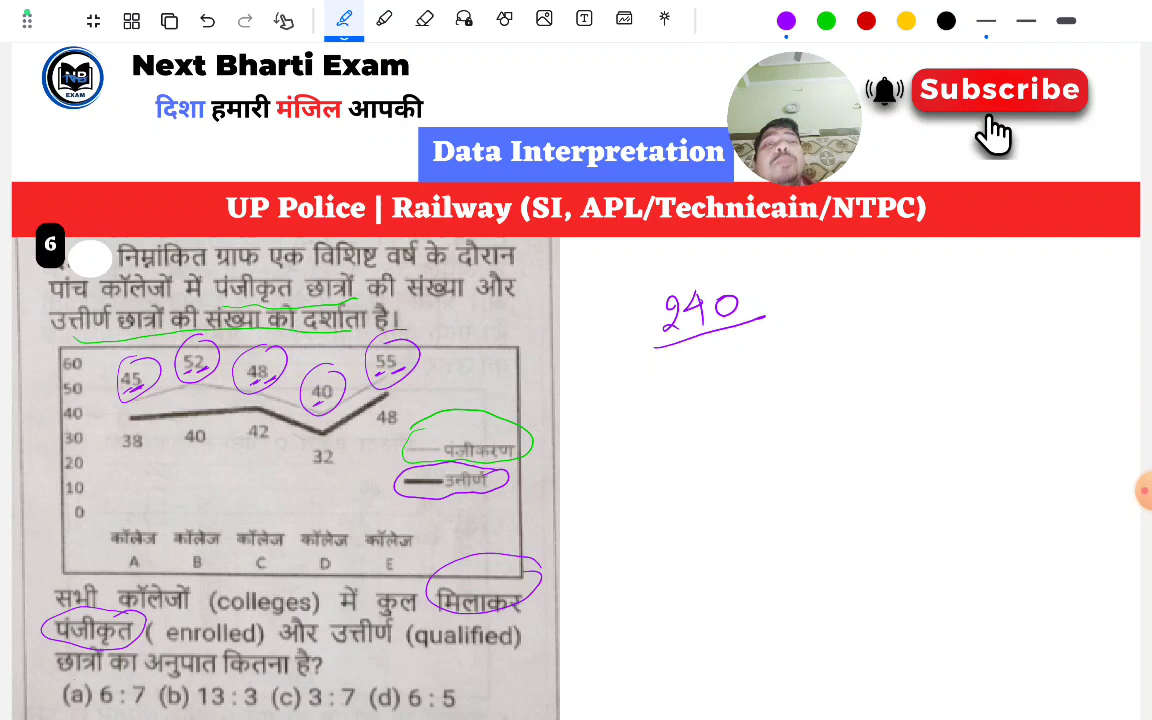 Next Bharti Exam
NB
EXAM
दिशा हमारी मंजिल आपकी
Subscribe
Data Interpretation
UP Police | Railway (SI, APL/Technicain/NTPC)
6
निम्नांकित ग्राफ एक विशिष्ट वर्ष के दौरान
पांच कॉलेजों में पंजीकृत छात्रों की संख्या और
उत्तीर्ण छात्रों की संख्या को दर्शाता है।
240
60
50
40
30
20
10
0
45 52 48 40 55
38 40 42 32 48
पंजीकरण
उत्तीर्ण
कॉलेज कॉलेज कॉलेज कॉलेज कॉलेज
A B C D E
सभी कॉलेजों (colleges) में कुल मिलाकर
पंजीकृत ( enrolled) और उत्तीर्ण (qualified)
छात्रों का अनुपात कितना है?
(a) 6 : 7 (b) 13 : 3 (c) 3 : 7 (d) 6 : 5